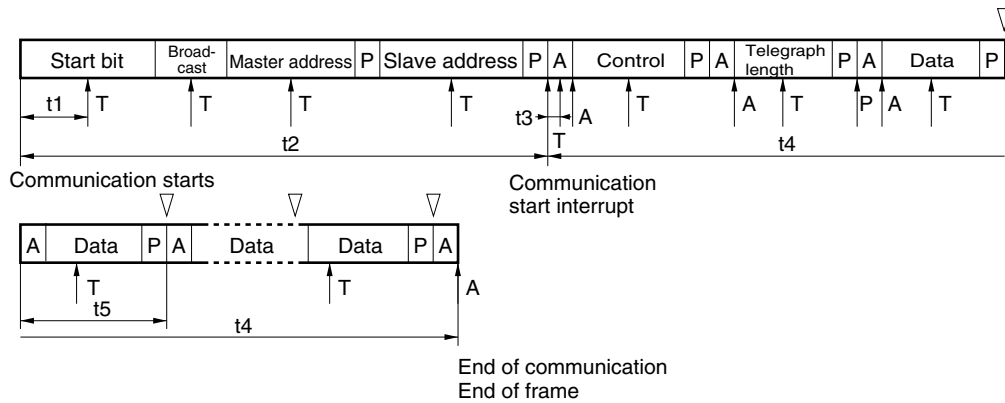 Start bit Broad-cast Master address P Slave address P A Control P A Telegraph length P A Data P
t1 T T T T t3 T A T A T P A T
t2 t4
Communication starts
Communication
start interrupt
A Data P A Data Data P A
T T A
t5
t4
End of communication
End of frame